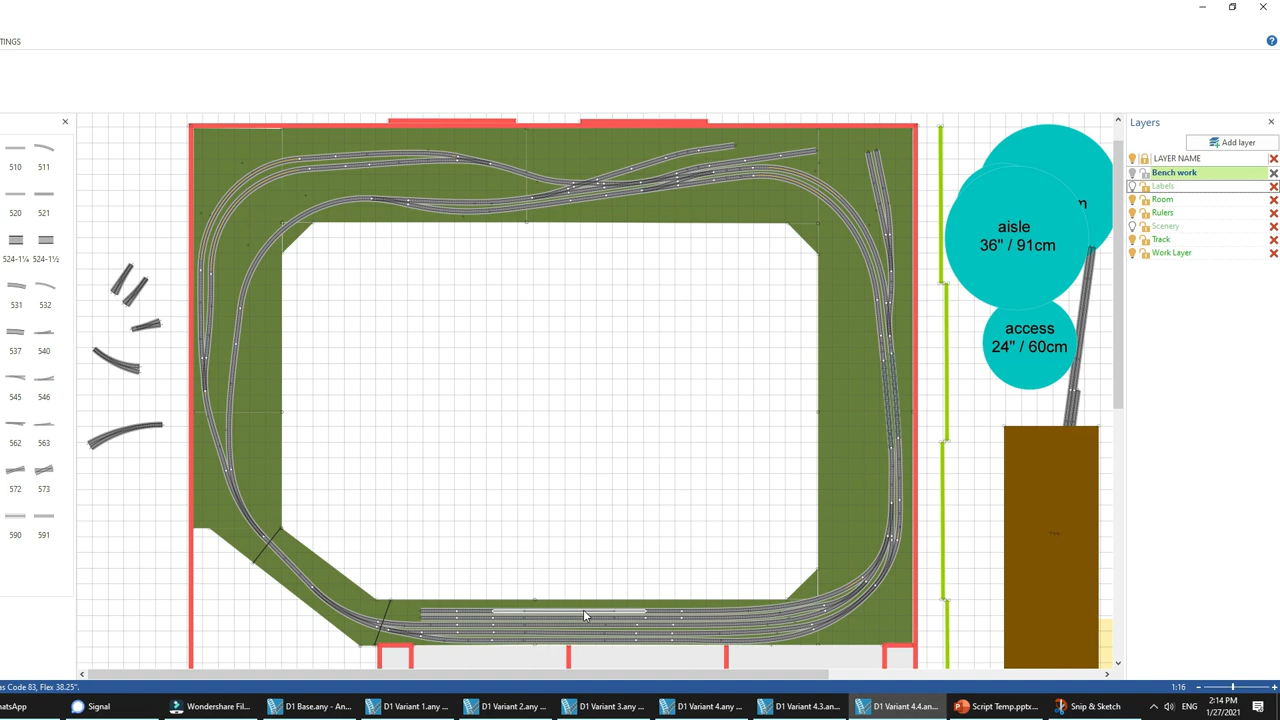 TINGS
510
511
520
521
524-1¼
524-1½
531
532
537
540
545
546
562
563
572
573
590
591
m
aisle
36" / 91cm
access
24" / 60cm
Layers
Add layer
LAYER NAME
Bench work
Labels
Room
Rulers
Scenery
Track
Work Layer
as Code 83, Flex 38.25".
1:16
hatsApp
Signal
Wondershare Fil...
D1 Base.any - An...
D1 Variant 1.any ...
D1 Variant 2.any ...
D1 Variant 3.any ...
D1 Variant 4.any ...
D1 Variant 4.3.an...
D1 Variant 4.4.an...
Script Temp.pptx...
Snip & Sketch
ENG
2:14 PM
1/27/2021